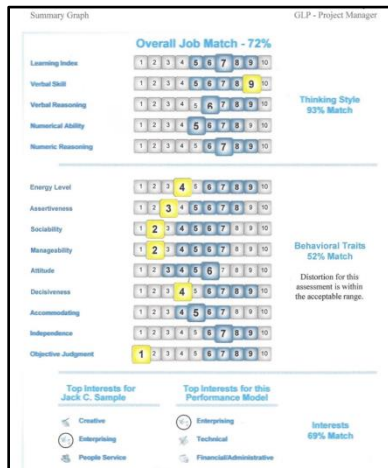 Summary Graph GLP - Project Manager
Overall Job Match - 72%
Learning Index 1 2 3 4 5 6 7 8 9 10
Verbal Skill 1 2 3 4 5 6 7 8 9 10
Verbal Reasoning 1 2 3 4 5 6 7 8 9 10
Numerical Ability 1 2 3 4 5 6 7 8 9 10
Numeric Reasoning 1 2 3 4 5 6 7 8 9 10
Thinking Style
93% Match
Energy Level 1 2 3 4 5 6 7 8 9 10
Assertiveness 1 2 3 4 5 6 7 8 9 10
Sociability 1 2 3 4 5 6 7 8 9 10
Manageability 1 2 3 4 5 6 7 8 9 10
Attitude 1 2 3 4 5 6 7 8 9 10
Decisiveness 1 2 3 4 5 6 7 8 9 10
Accommodating 1 2 3 4 5 6 7 8 9 10
Independence 1 2 3 4 5 6 7 8 9 10
Objective Judgment 1 2 3 4 5 6 7 8 9 10
Behavioral Traits
52% Match
Distortion for this
assessment is within
the acceptable range.
Top Interests for
Jack C. Sample
Creative
Enterprising
People Service
Top Interests for this
Performance Model
Enterprising
Technical
Financial/Administrative
Interests
69% Match